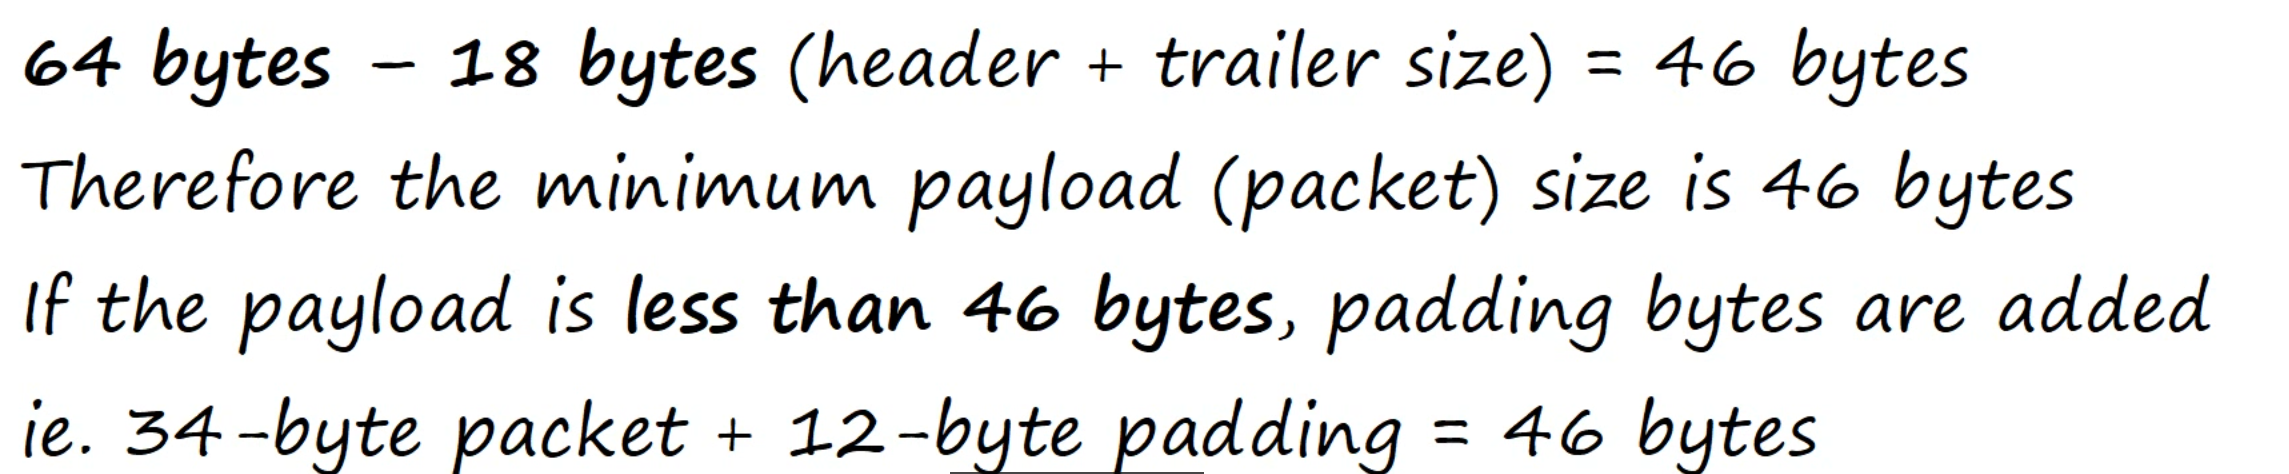 64 bytes – 18 bytes (header + trailer size) = 46 bytes
Therefore the minimum payload (packet) size is 46 bytes
If the payload is less than 46 bytes, padding bytes are added
ie. 34-byte packet + 12-byte padding = 46 bytes